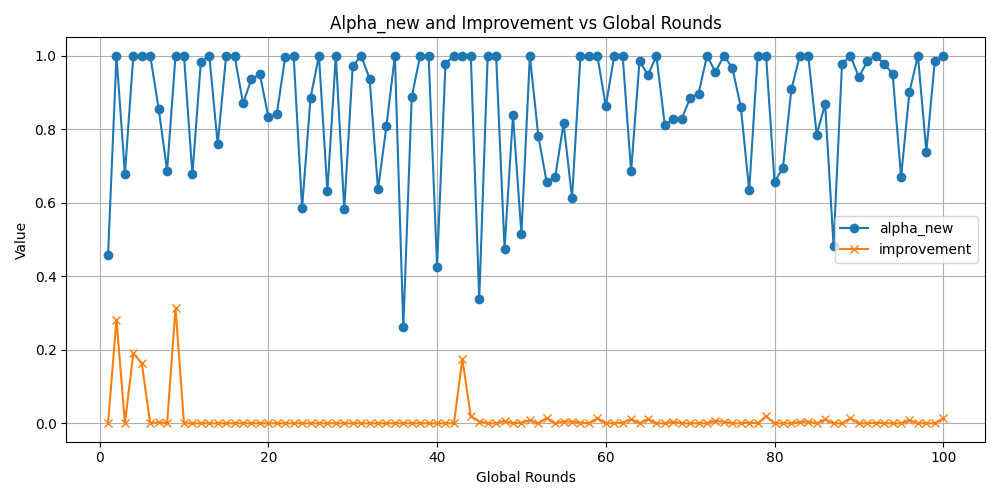 Alpha_new and Improvement vs Global Rounds
1.0
0.8
0.6
0.4
0.2
0.0
Value
alpha_new
improvement
0 20 40 60 80 100
Global Rounds